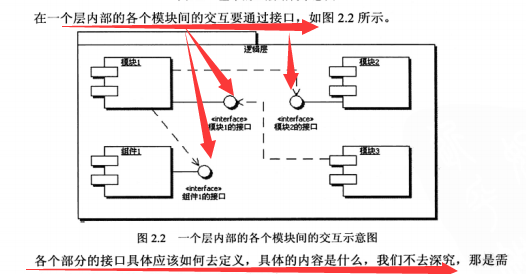 在一个层内部的各个模块间的交互要通过接口，如图 2.2 所示。
逻辑层
模块1
模块2
«interface»
模块1的接口
«interface»
模块2的接口
组件1
模块3
«interface»
组件1的接口
图 2.2 一个层内部的各个模块间的交互示意图
各个部分的接口具体应该如何去定义，具体的内容是什么，我们不去深究，那是需